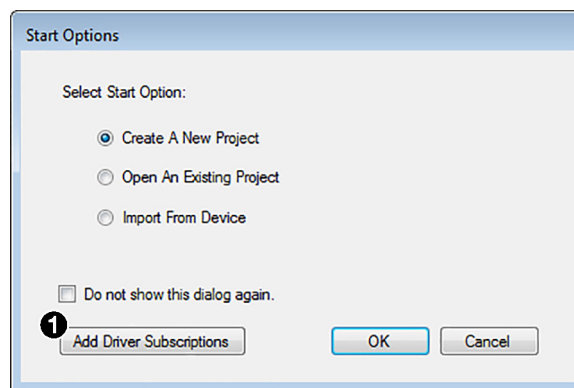 Start Options
Select Start Option:
Create A New Project
Open An Existing Project
Import From Device
Do not show this dialog again.
1
Add Driver Subscriptions OK Cancel